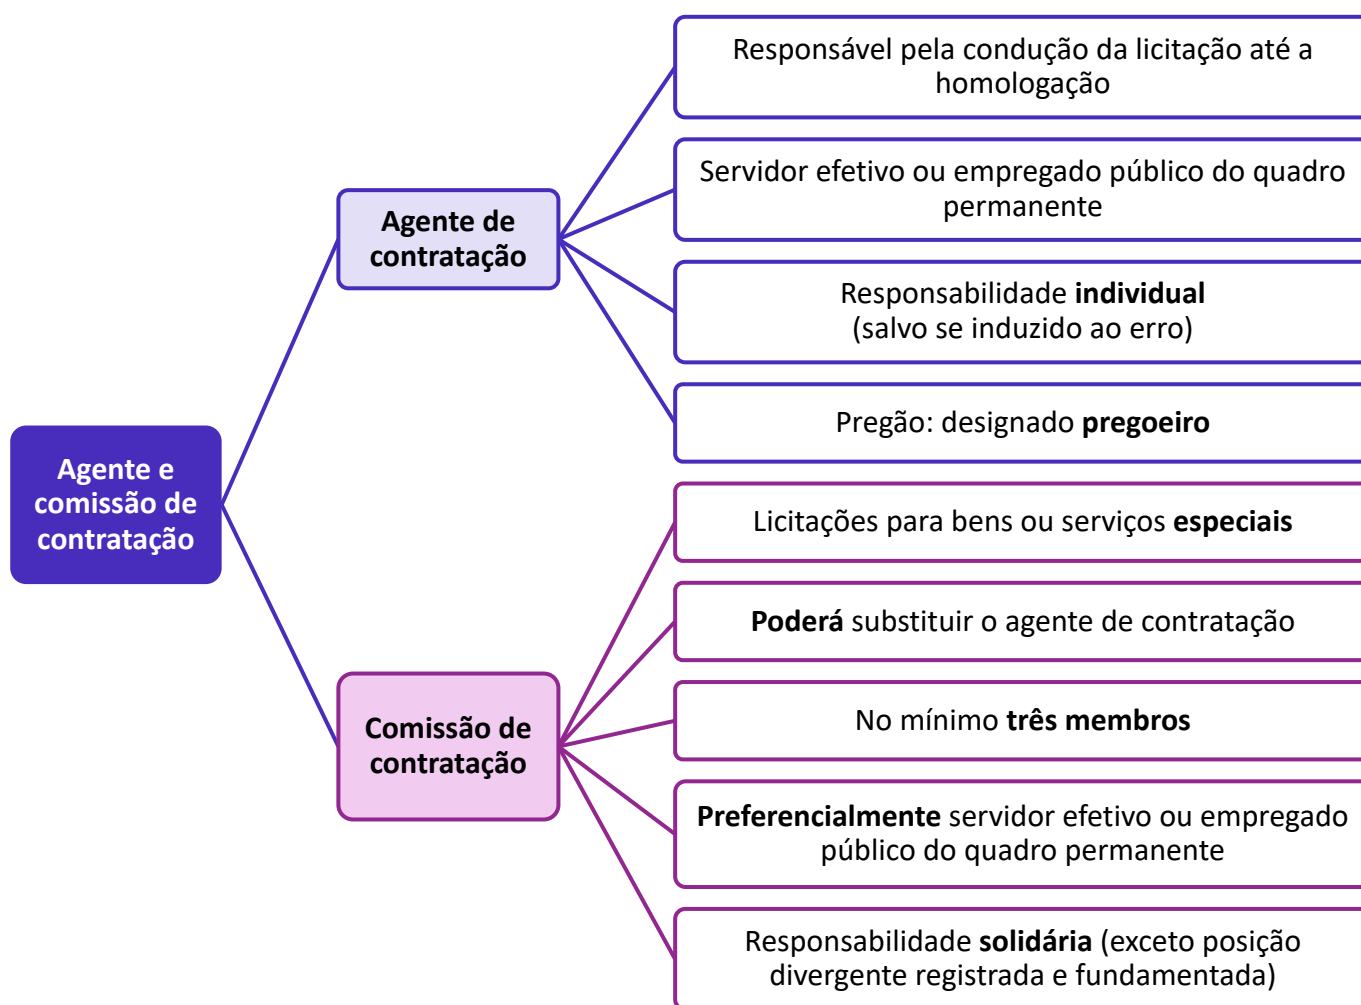 Agente e
comissão de
contratação
Agente de
contratação
Responsável pela condução da licitação até a
homologação
Servidor efetivo ou empregado público do quadro
permanente
Responsabilidade individual
(salvo se induzido ao erro)
Pregão: designado pregoeiro
Comissão de
contratação
Licitações para bens ou serviços especiais
Poderá substituir o agente de contratação
No mínimo três membros
Preferencialmente servidor efetivo ou empregado
público do quadro permanente
Responsabilidade solidária (exceto posição
divergente registrada e fundamentada)